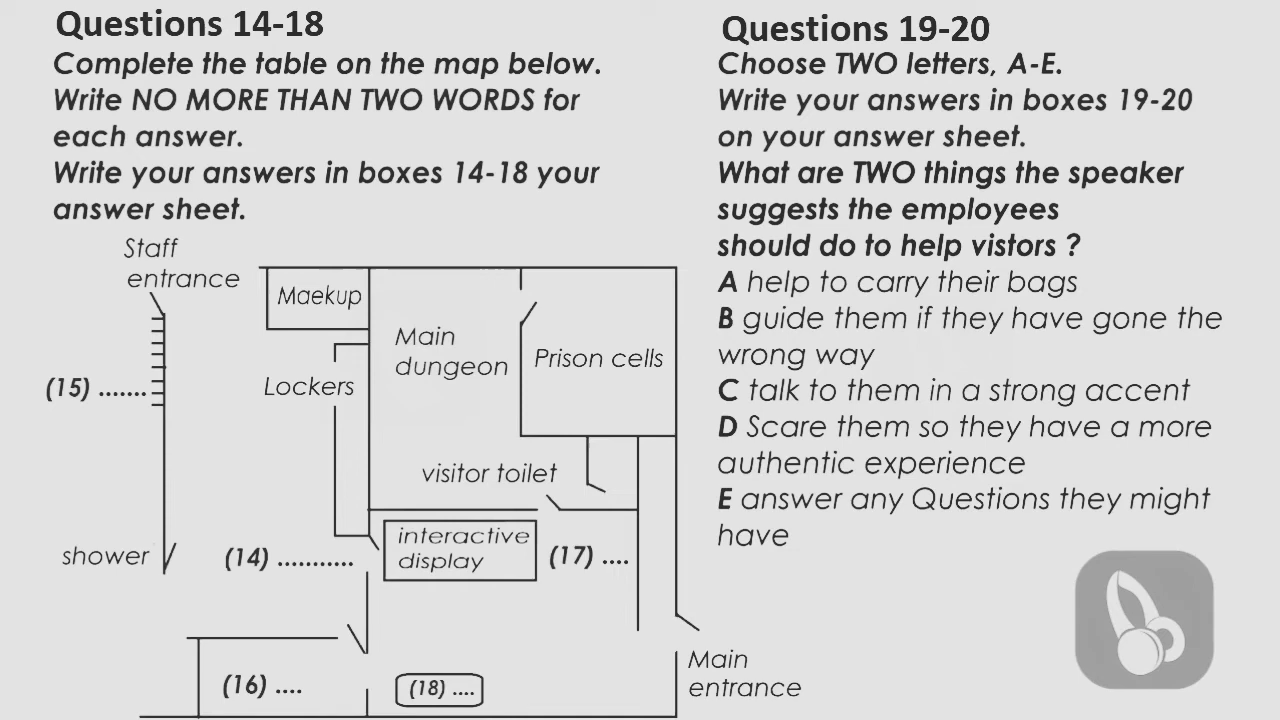 Questions 14-18
Complete the table on the map below.
Write NO MORE THAN TWO WORDS for
each answer.
Write your answers in boxes 14-18 your
answer sheet.
Staff
entrance
Maekup
Main
dungeon
Prison cells
(15) .......
Lockers
visitor toilet
interactive
display
shower
(14) ...........
(17) ....
(16) ....
(18) ....
Main
entrance
Questions 19-20
Choose TWO letters, A-E.
Write your answers in boxes 19-20
on your answer sheet.
What are TWO things the speaker
suggests the employees
should do to help vistors ?
A help to carry their bags
B guide them if they have gone the
wrong way
C talk to them in a strong accent
D Scare them so they have a more
authentic experience
E answer any Questions they might
have